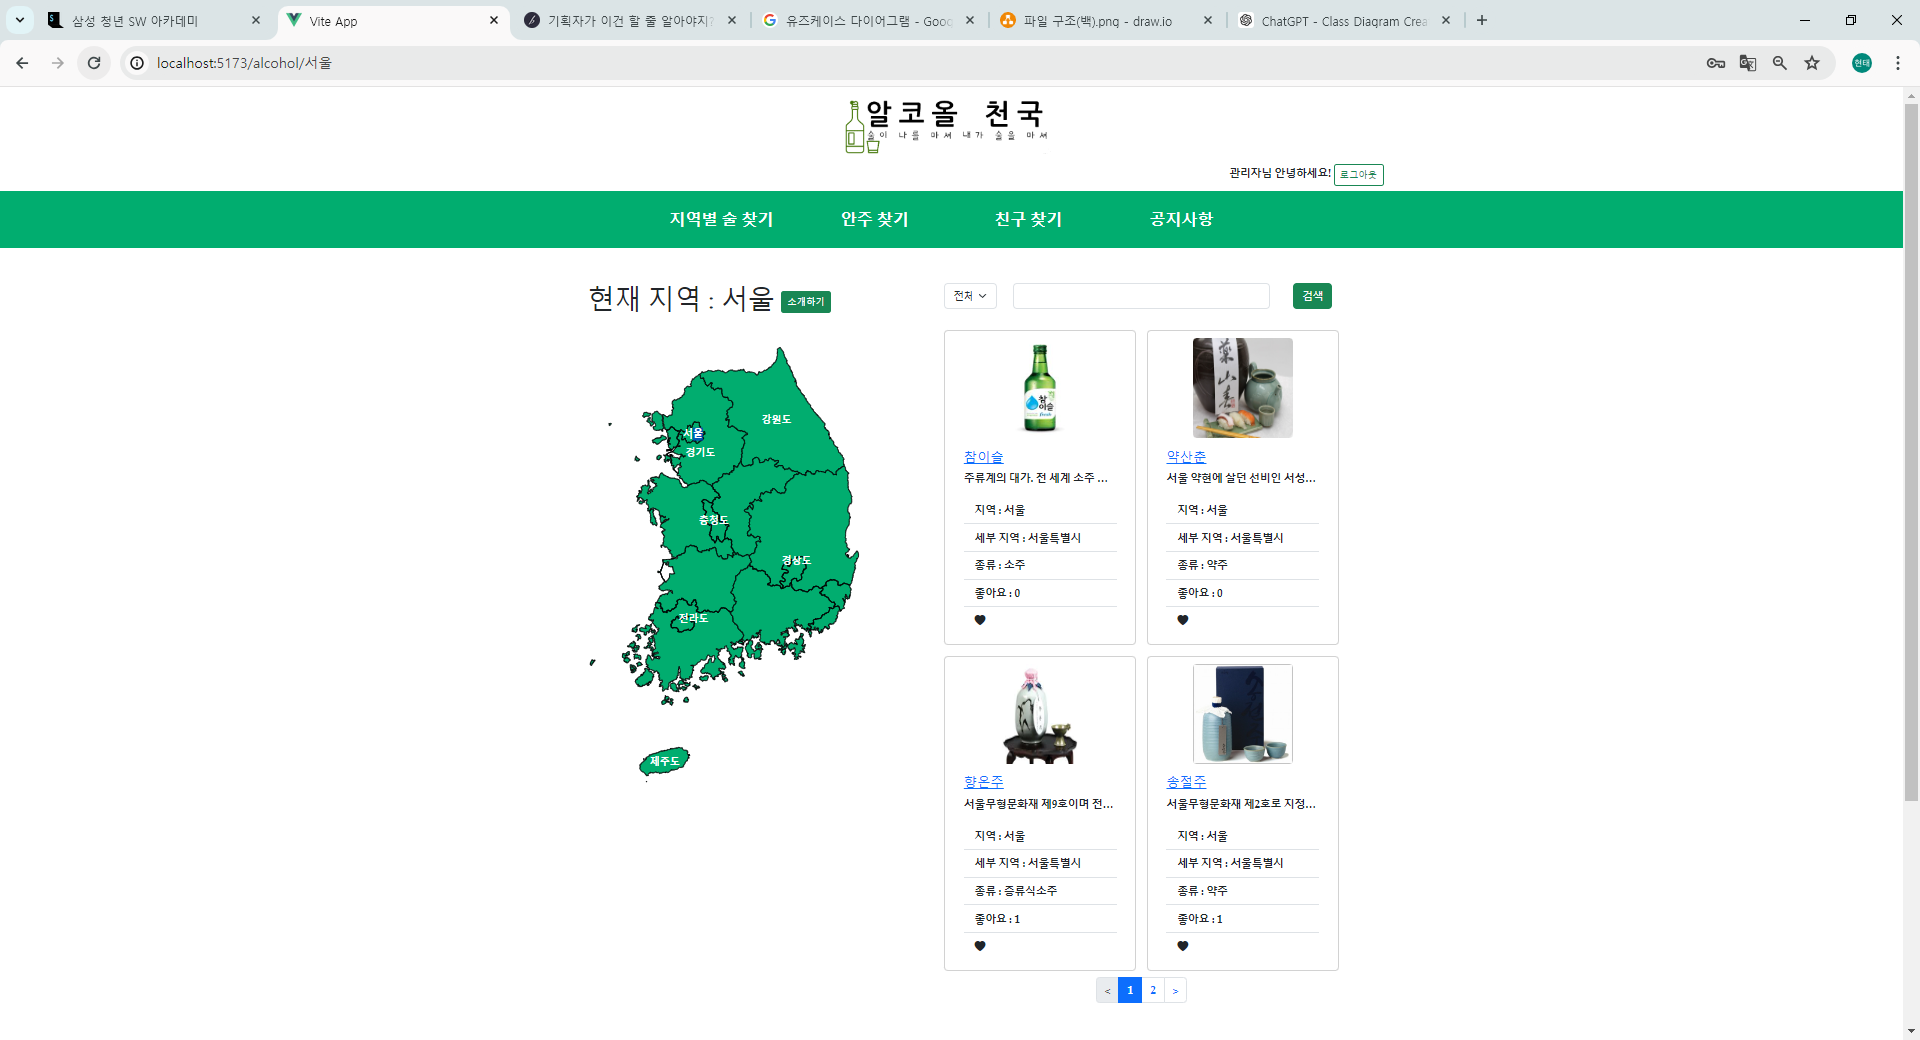 삼성 청년 SW 아카데미
Vite App
기획자가 이건 할 줄 알아야지?
유즈케이스 다이어그램 - Goog
파일 구조(백).png - draw.io
ChatGPT - Class Diagram Crea
localhost:5173/alcohol/서울
현태
알코올 천국
술이 나를 마셔 내가 술을 마셔
관리자님 안녕하세요! 로그아웃
지역별 술 찾기 안주 찾기 친구 찾기 공지사항
현재 지역 : 서울 소개하기
전체
검색
강원도
서울
경기도
충청도
경상도
전라도
제주도
참이슬
fresh
참이슬
주류계의 대가. 전 세계 소주 ...
지역 : 서울
세부 지역 : 서울특별시
종류 : 소주
좋아요 : 0
약산춘
서울 약현에 살던 선비인 서성...
지역 : 서울
세부 지역 : 서울특별시
종류 : 약주
좋아요 : 0
향온주
서울무형문화재 제9호이며 전...
지역 : 서울
세부 지역 : 서울특별시
종류 : 증류식소주
좋아요 : 1
송절주
서울무형문화재 제2호로 지정...
지역 : 서울
세부 지역 : 서울특별시
종류 : 약주
좋아요 : 1
< 1 2 >